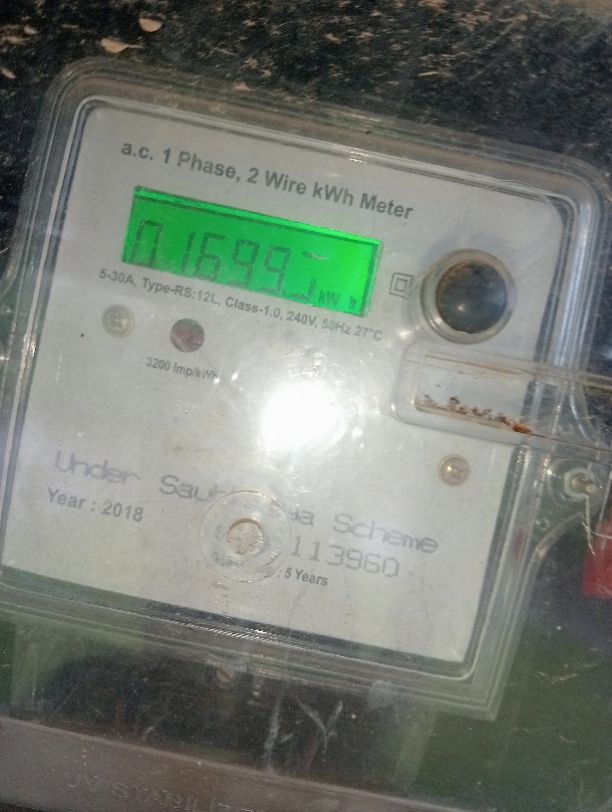 a.c. 1 Phase, 2 Wire kWh Meter
01699
kW h
5-30A, Type-RS:12L, Class-1.0, 240V, 50Hz 27°C
3200 Imp/kWh
Under Scheme
Year : 2018
113960
: 5 Years